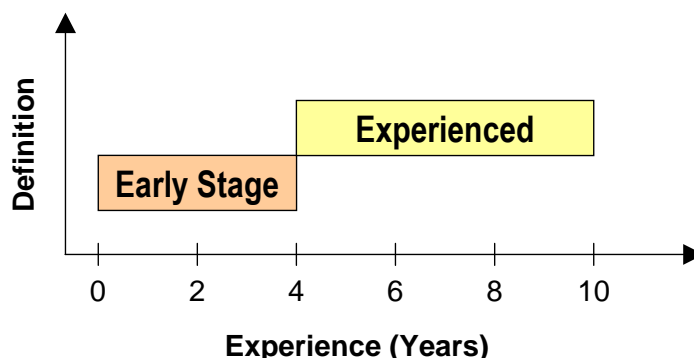 Definition
Experienced
Early Stage
0 2 4 6 8 10
Experience (Years)